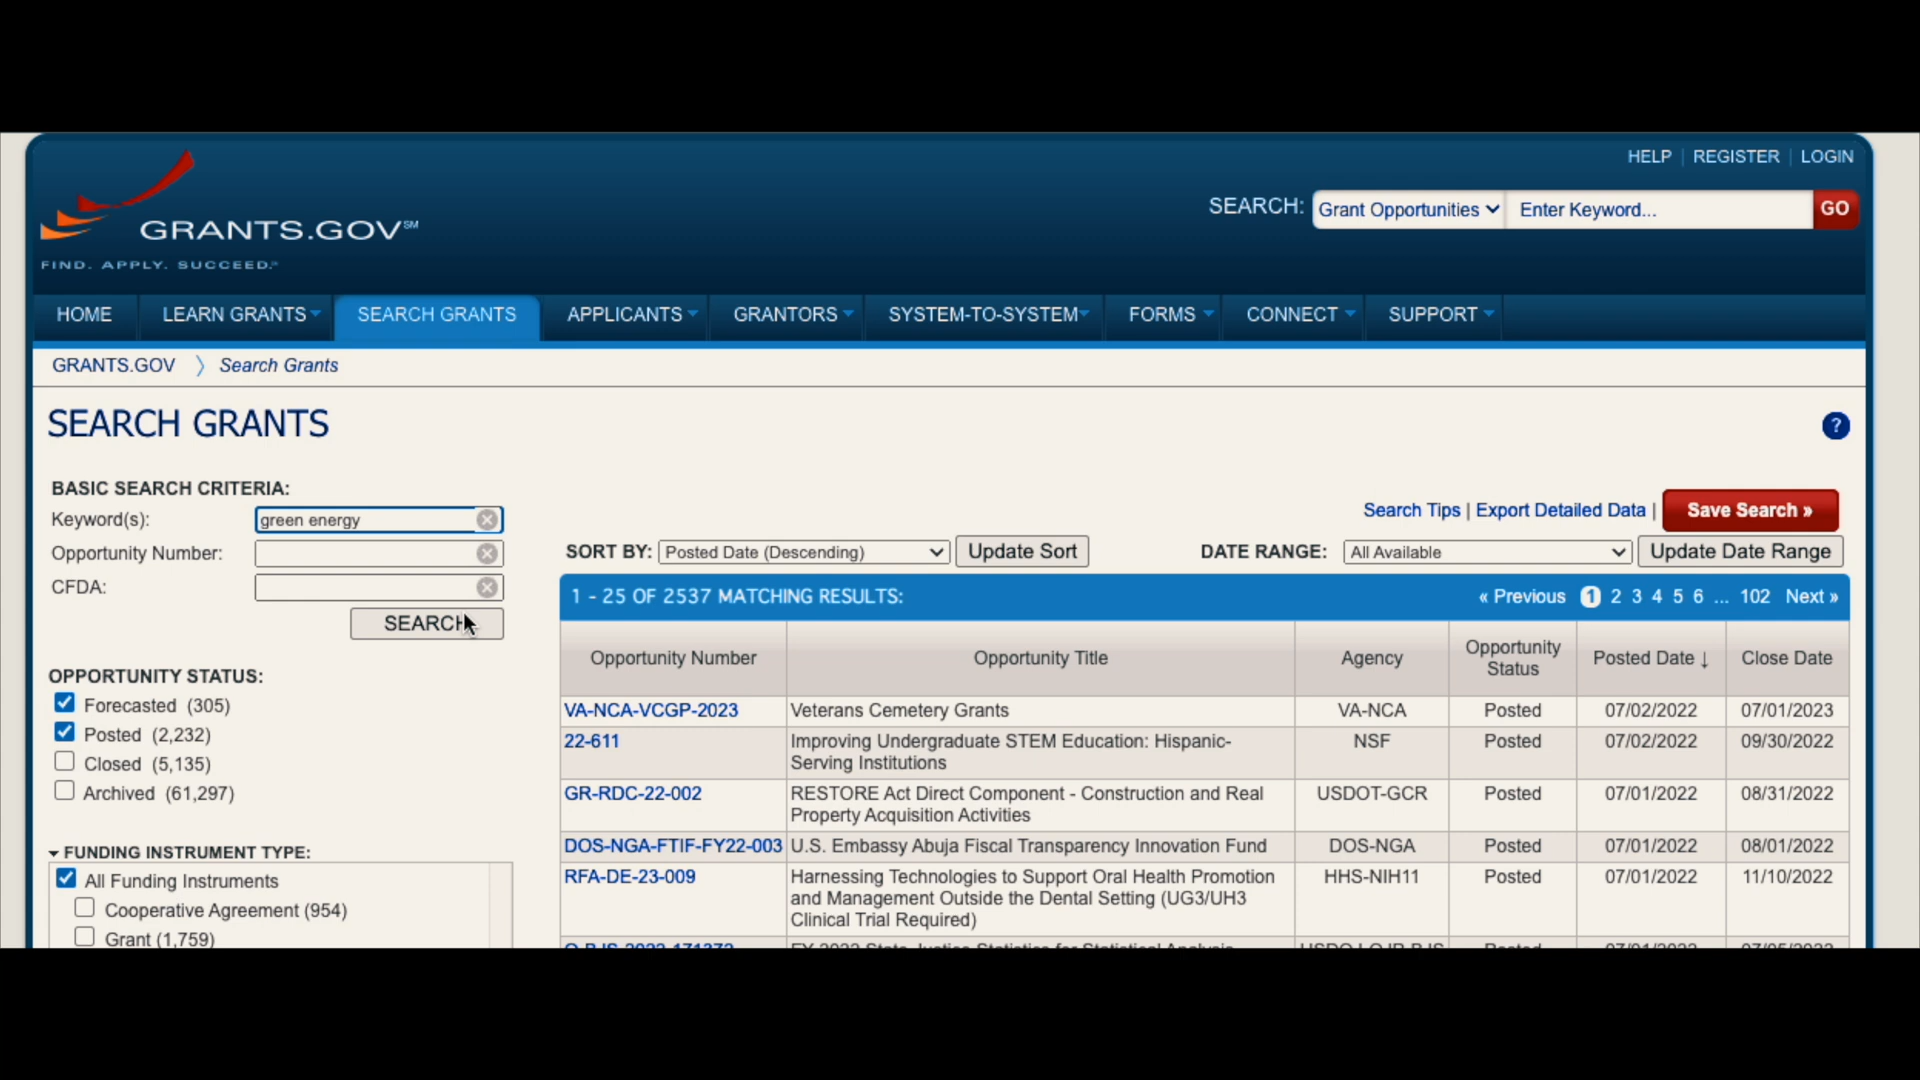 HELP | REGISTER | LOGIN
GRANTS.GOV℠
FIND. APPLY. SUCCEED.
SEARCH: Grant Opportunities Enter Keyword... GO
HOME LEARN GRANTS SEARCH GRANTS APPLICANTS GRANTORS SYSTEM-TO-SYSTEM FORMS CONNECT SUPPORT
GRANTS.GOV 〉 Search Grants
SEARCH GRANTS ?
BASIC SEARCH CRITERIA:
Keyword(s): green energy
Opportunity Number:
CFDA:
SEARCH
OPPORTUNITY STATUS:
Forecasted (305)
Posted (2,232)
Closed (5,135)
Archived (61,297)
FUNDING INSTRUMENT TYPE:
All Funding Instruments
Cooperative Agreement (954)
Grant (1,759)
Search Tips | Export Detailed Data | Save Search »
SORT BY: Posted Date (Descending) Update Sort DATE RANGE: All Available Update Date Range
1 - 25 OF 2537 MATCHING RESULTS: « Previous 1 2 3 4 5 6 ... 102 Next »
Opportunity Number Opportunity Title Agency Opportunity Status Posted Date ↓ Close Date
VA-NCA-VCGP-2023 Veterans Cemetery Grants VA-NCA Posted 07/02/2022 07/01/2023
22-611 Improving Undergraduate STEM Education: Hispanic- NSF Posted 07/02/2022 09/30/2022
Serving Institutions
GR-RDC-22-002 RESTORE Act Direct Component - Construction and Real USDOT-GCR Posted 07/01/2022 08/31/2022
Property Acquisition Activities
DOS-NGA-FTIF-FY22-003 U.S. Embassy Abuja Fiscal Transparency Innovation Fund DOS-NGA Posted 07/01/2022 08/01/2022
RFA-DE-23-009 Harnessing Technologies to Support Oral Health Promotion HHS-NIH11 Posted 07/01/2022 11/10/2022
and Management Outside the Dental Setting (UG3/UH3
Clinical Trial Required)